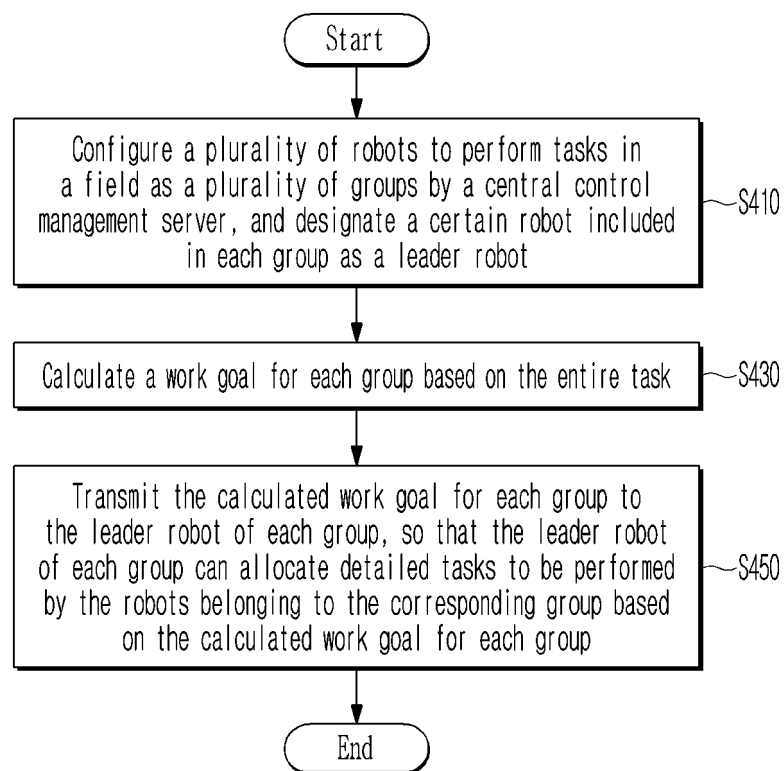 Start
Configure a plurality of robots to perform tasks in
a field as a plurality of groups by a central control
management server, and designate a certain robot included
in each group as a leader robot
S410
Calculate a work goal for each group based on the entire task
S430
Transmit the calculated work goal for each group to
the leader robot of each group, so that the leader robot
of each group can allocate detailed tasks to be performed
by the robots belonging to the corresponding group based
on the calculated work goal for each group
S450
End